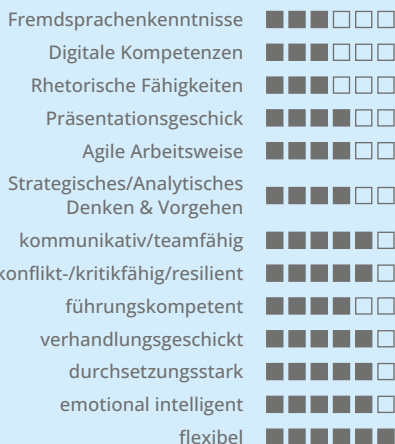 Fremdsprachenkenntnisse
Digitale Kompetenzen
Rhetorische Fähigkeiten
Präsentationsgeschick
Agile Arbeitsweise
Strategisches/Analytisches
Denken & Vorgehen
kommunikativ/teamfähig
konflikt-/kritikfähig/resilient
führungskompetent
verhandlungsgeschickt
durchsetzungsstark
emotional intelligent
flexibel